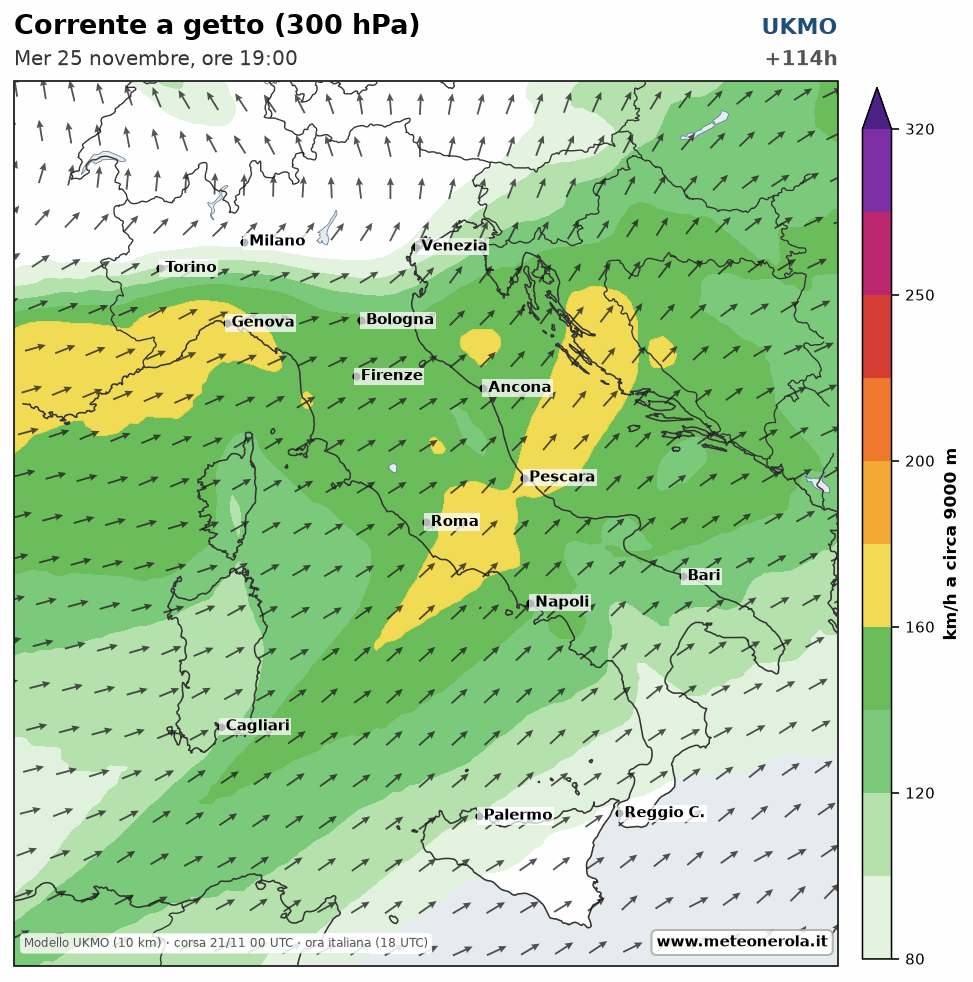 Corrente a getto (300 hPa)
UKMO
Mer 25 novembre, ore 19:00
+114h
Milano
Venezia
Torino
Genova
Bologna
Firenze
Ancona
Pescara
Roma
Bari
Napoli
Cagliari
Palermo
Reggio C.
320
250
200
160
120
80
km/h a circa 9000 m
Modello UKMO (10 km) · corsa 21/11 00 UTC · ora italiana (18 UTC)
www.meteonerola.it